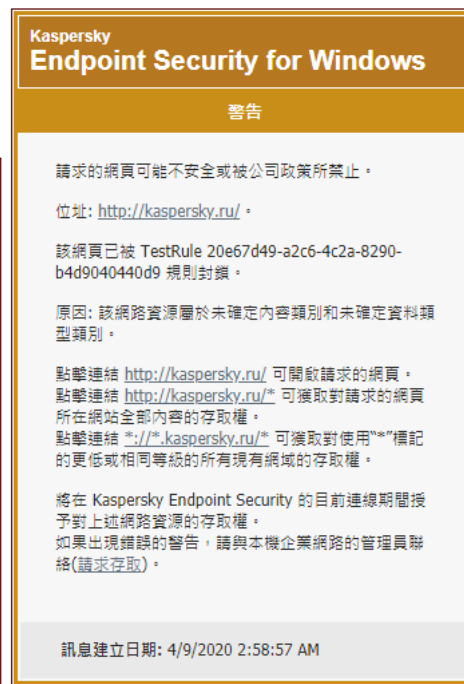 Kaspersky
Endpoint Security for Windows
警告
請求的網頁可能不安全或被公司政策所禁止。
位址: http://kaspersky.ru/。
該網頁已被 TestRule 20e67d49-a2c6-4c2a-8290-
b4d9040440d9 規則封鎖。
原因: 該網路資源屬於未確定內容類別和未確定資料類
型類別。
點擊連結 http://kaspersky.ru/ 可開啟請求的網頁。
點擊連結 http://kaspersky.ru/* 可獲取對請求的網頁
所在網站全部內容的存取權。
點擊連結 *://*.kaspersky.ru/* 可獲取對使用“*”標記
的更低或相同等級的所有現有網域的存取權。
將在 Kaspersky Endpoint Security 的目前連線期間授
予對上述網路資源的存取權。
如果出現錯誤的警告，請與本機企業網路的管理員聯
絡(請求存取)。
訊息建立日期: 4/9/2020 2:58:57 AM